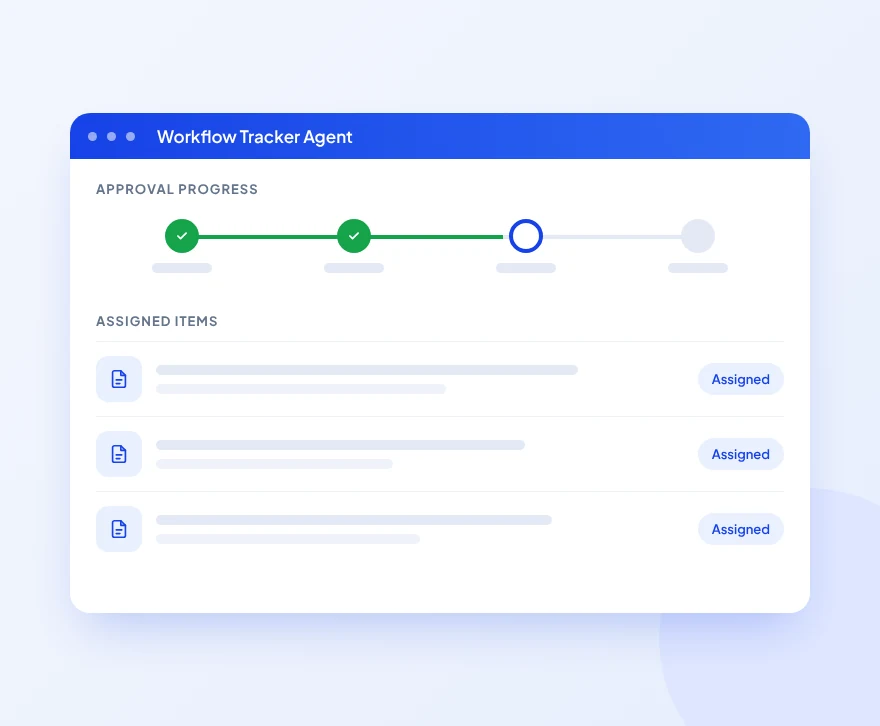 Workflow Tracker Agent
APPROVAL PROGRESS
ASSIGNED ITEMS
Assigned
Assigned
Assigned